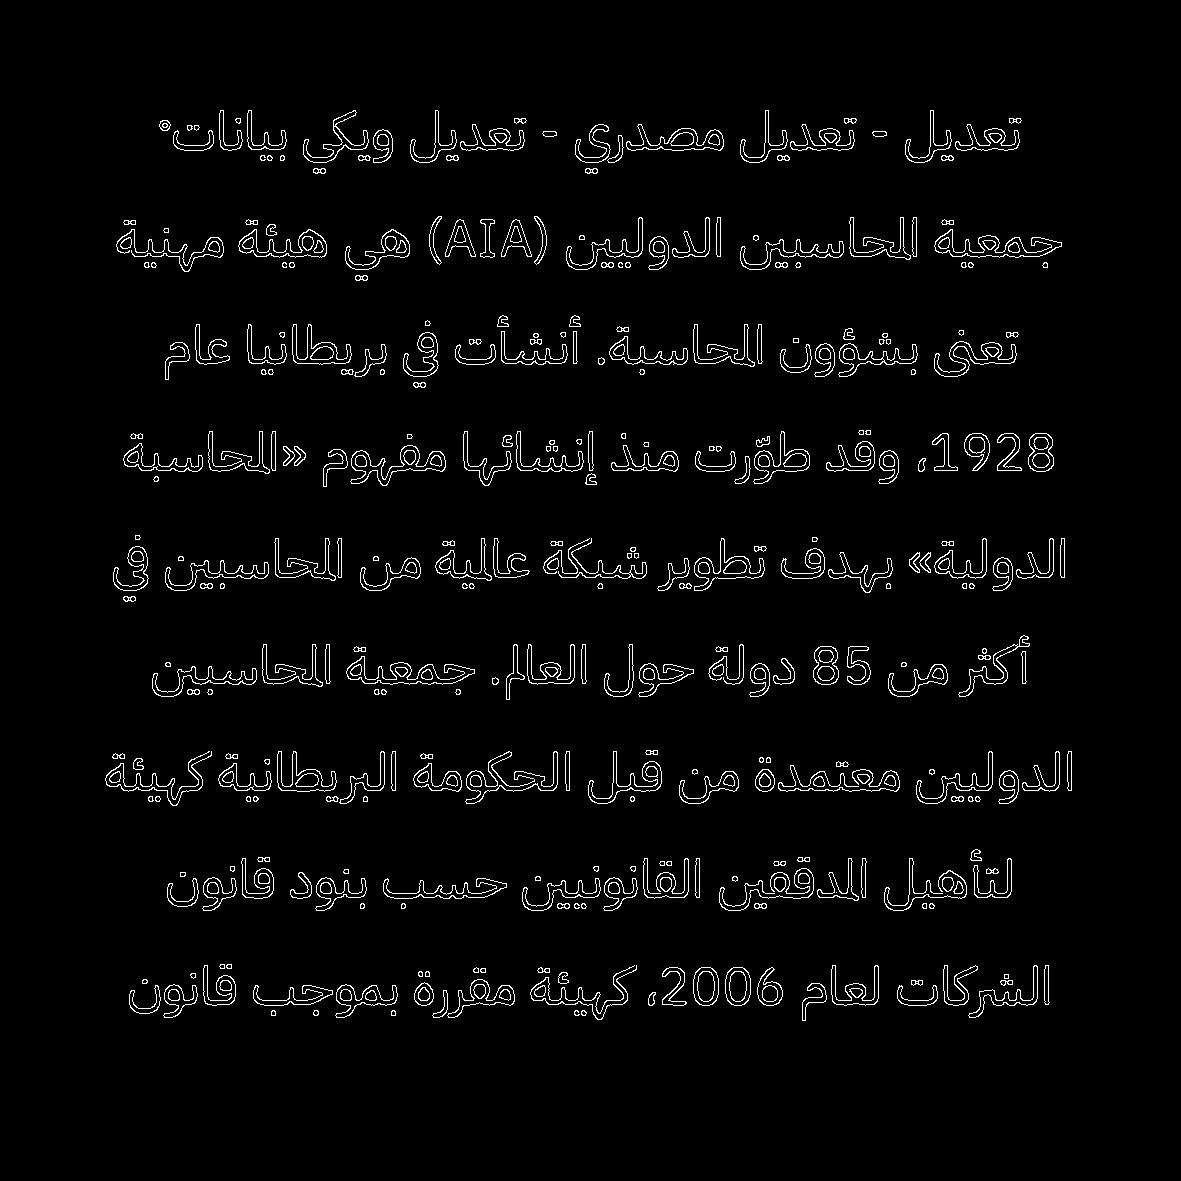 تعديل - تعديل مصدري - تعديل ويكي بيانات°
جمعية المحاسبين الدوليين (AIA) هي هيئة مهنية
تعنى بشؤون المحاسبة. أنشأت في بريطانيا عام
1928، وقد طوّرت منذ إنشائها مفهوم «المحاسبة
الدولية» بهدف تطوير شبكة عالمية من المحاسبين في
أكثر من 85 دولة حول العالم. جمعية المحاسبين
الدوليين معتمدة من قبل الحكومة البريطانية كهيئة
لتأهيل المدققين القانونيين حسب بنود قانون
الشركات لعام 2006، كهيئة مقررة بموجب قانون